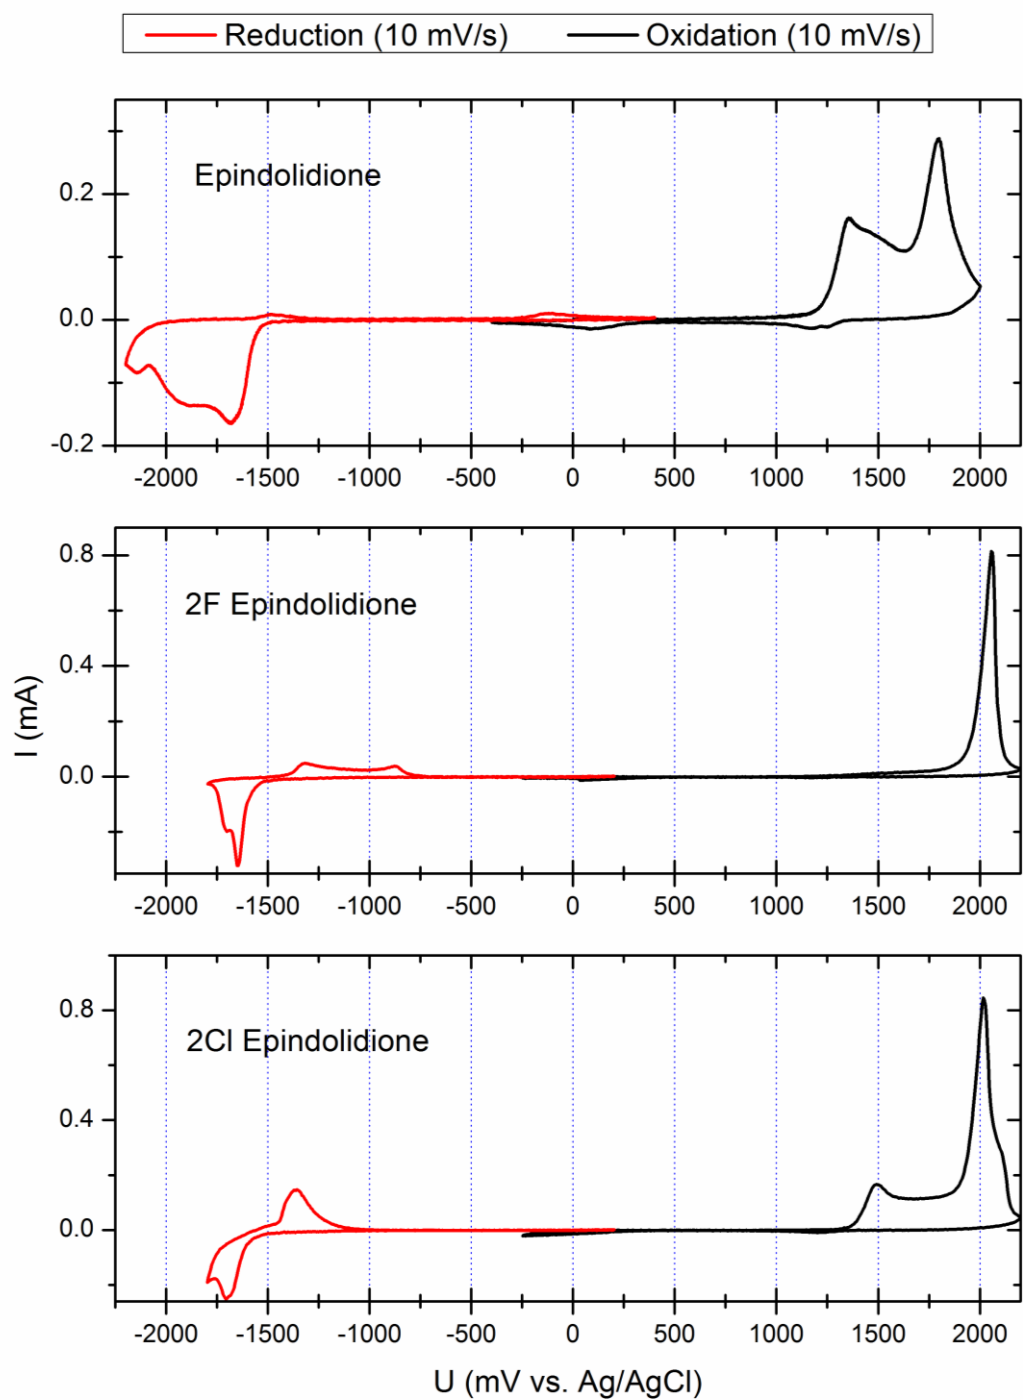 Reduction (10 mV/s) Oxidation (10 mV/s)
Epindolidione
0.2
0.0
-0.2
-2000 -1500 -1000 -500 0 500 1000 1500 2000
2F Epindolidione
0.8
0.4
0.0
-2000 -1500 -1000 -500 0 500 1000 1500 2000
I (mA)
2Cl Epindolidione
0.8
0.4
0.0
-2000 -1500 -1000 -500 0 500 1000 1500 2000
U (mV vs. Ag/AgCl)